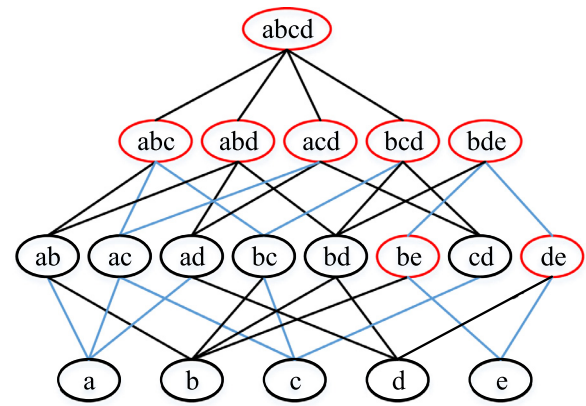 abcd
abc abd acd bcd bde
ab ac ad bc bd be cd de
a b c d e